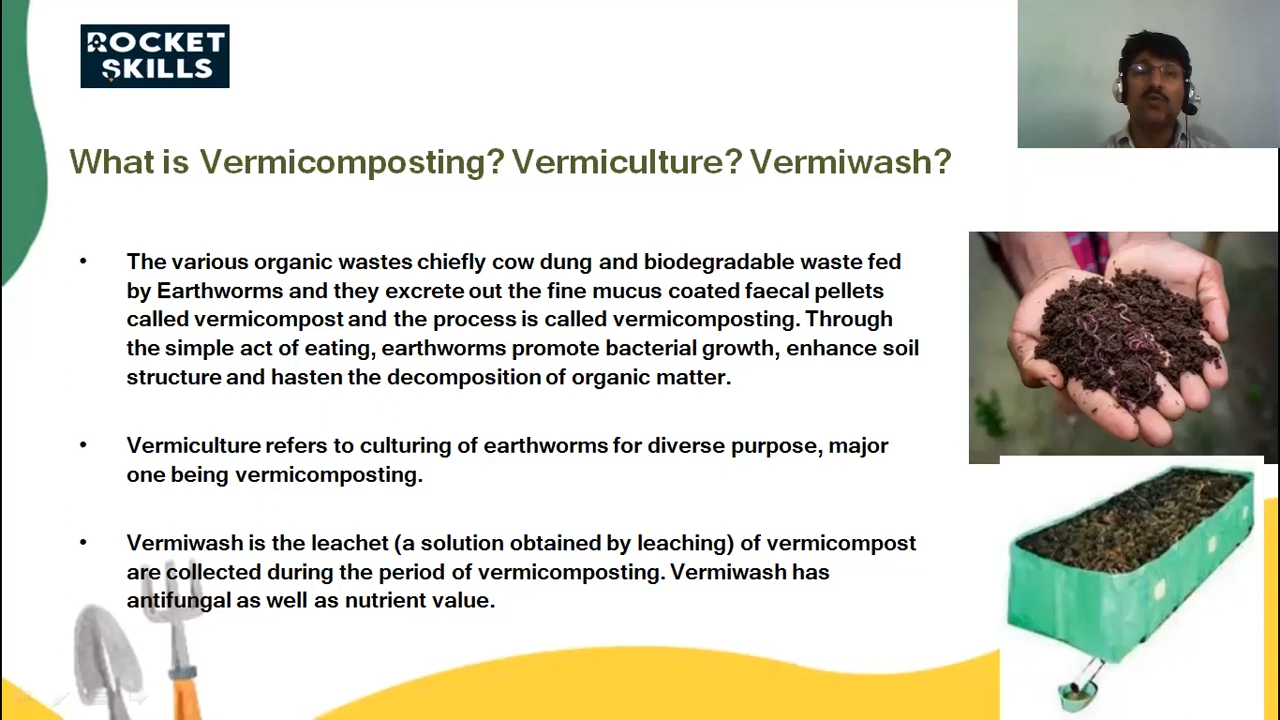 ROCKET
SKILLS
What is Vermicomposting? Vermiculture? Vermiwash?
• The various organic wastes chiefly cow dung and biodegradable waste fed
by Earthworms and they excrete out the fine mucus coated faecal pellets
called vermicompost and the process is called vermicomposting. Through
the simple act of eating, earthworms promote bacterial growth, enhance soil
structure and hasten the decomposition of organic matter.
• Vermiculture refers to culturing of earthworms for diverse purpose, major
one being vermicomposting.
• Vermiwash is the leachet (a solution obtained by leaching) of vermicompost
are collected during the period of vermicomposting. Vermiwash has
antifungal as well as nutrient value.